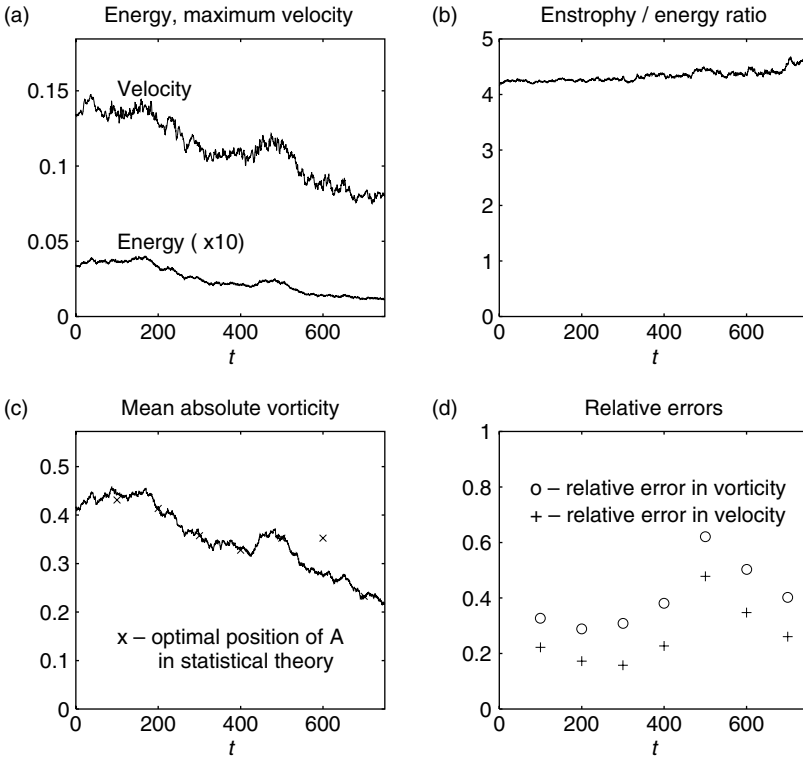 (a) Energy, maximum velocity
0.15
0.1
0.05
0
Velocity
Energy ( x10)
0 200 400 600
t
(b) Enstrophy / energy ratio
5
4
3
2
1
0
0 200 400 600
t
(c) Mean absolute vorticity
0.5
0.4
0.3
0.2
0.1
0
x – optimal position of A
in statistical theory
0 200 400 600
t
(d) Relative errors
1
0.8
0.6
0.4
0.2
0
o – relative error in vorticity
+ – relative error in velocity
0 200 400 600
t